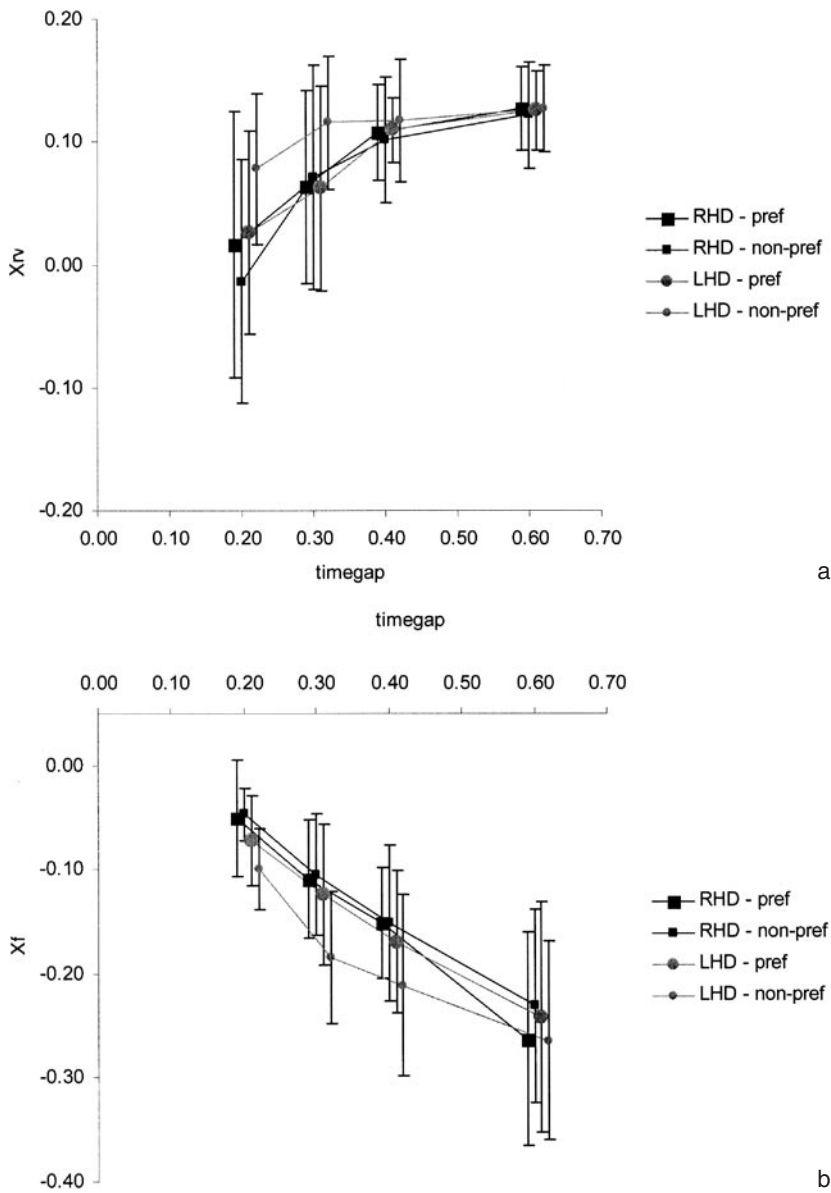 0.20
0.10
0.00
-0.10
-0.20
Xrv
0.00 0.10 0.20 0.30 0.40 0.50 0.60 0.70
timegap
RHD - pref
RHD - non-pref
LHD - pref
LHD - non-pref
a
timegap
0.00 0.10 0.20 0.30 0.40 0.50 0.60 0.70
0.00
-0.10
-0.20
-0.30
-0.40
Xf
RHD - pref
RHD - non-pref
LHD - pref
LHD - non-pref
b